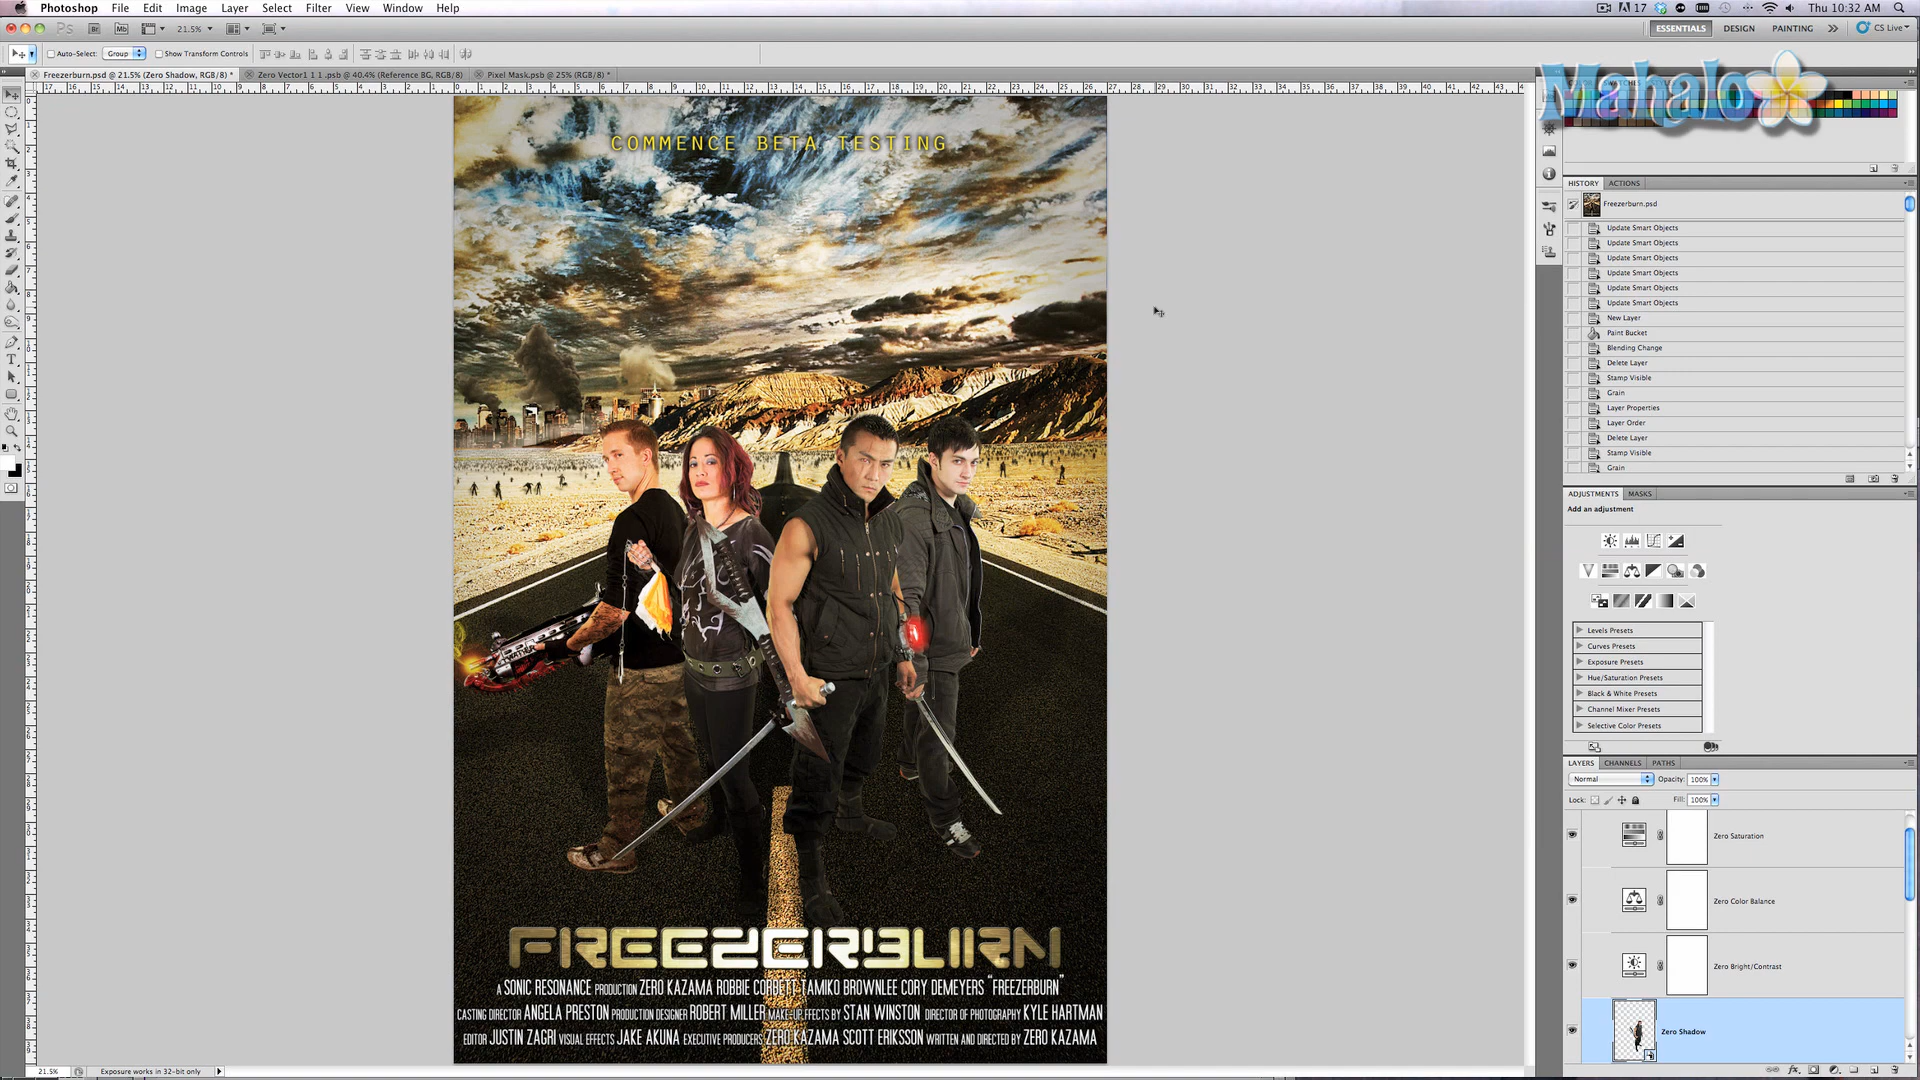 Photoshop File Edit Image Layer Select Filter View Window Help
17 Thu 10:32 AM
Ps Br Mb 21.5%
ESSENTIALS DESIGN PAINTING CS Live
Auto-Select: Group Show Transform Controls
Freezerburn.psd @ 21.5% (Zero Shadow, RGB/8) *
Zero Vector1 1 1 .psb @ 40.4% (Reference BG, RGB/8)
Pixel Mask.psb @ 25% (RGB/8) *
Mahalo
COMMENCE BETA TESTING
FREEZERBURN
A SONIC RESONANCE PRODUCTION ZERO KAZAMA ROBBIE CORBETT TAMIKO BROWNLEE CORY DEMEYERS "FREEZERBURN"
CASTING DIRECTOR ANGELA PRESTON PRODUCTION DESIGNER ROBERT MILLER MAKE-UP FFECTS BY STAN WINSTON DIRECTOR OF PHOTOGRAPHY KYLE HARTMAN
EDITOR JUSTIN ZAGRI VISUAL EFFECTS JAKE AKUNA EXECUTIVE PRODUCERS ZERO KAZAMA SCOTT ERIKSSON WRITTEN AND DIRECTED BY ZERO KAZAMA
HISTORY ACTIONS
Freezerburn.psd
Update Smart Objects
Update Smart Objects
Update Smart Objects
Update Smart Objects
Update Smart Objects
Update Smart Objects
New Layer
Paint Bucket
Blending Change
Delete Layer
Stamp Visible
Grain
Layer Properties
Layer Order
Delete Layer
Stamp Visible
Grain
ADJUSTMENTS MASKS
Add an adjustment
Levels Presets
Curves Presets
Exposure Presets
Hue/Saturation Presets
Black & White Presets
Channel Mixer Presets
Selective Color Presets
LAYERS CHANNELS PATHS
Normal Opacity: 100%
Lock: Fill: 100%
Zero Saturation
Zero Color Balance
Zero Bright/Contrast
Zero Shadow
21.5% Exposure works in 32-bit only